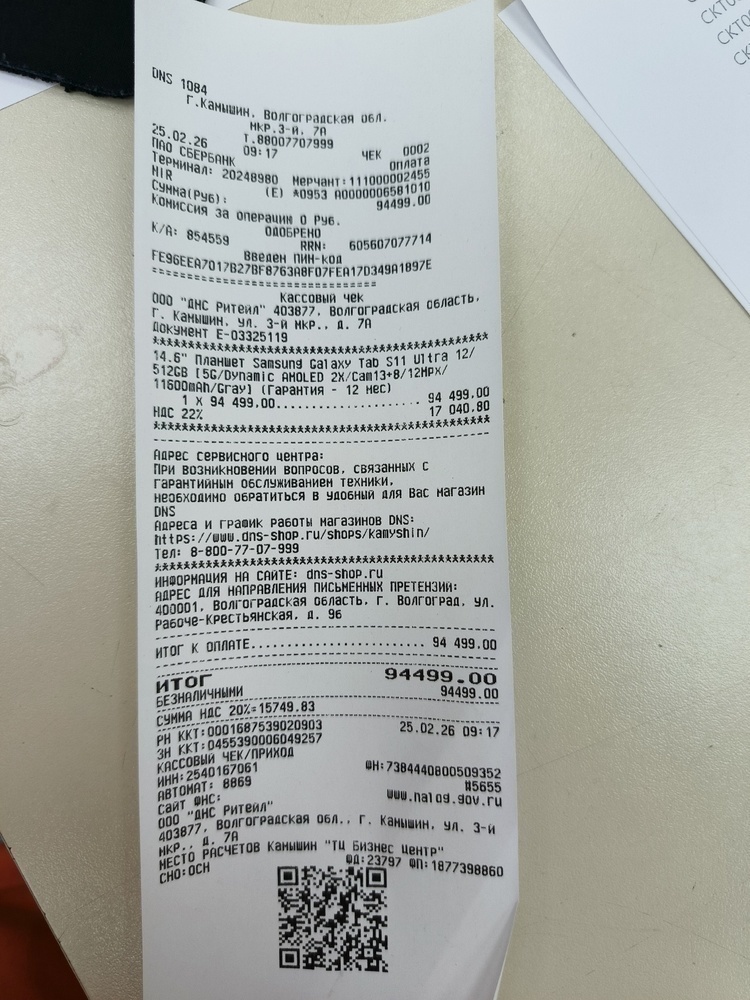 СКТ0
СКТ0
СКТ0
DNS 1084
Г.Камышин, Волгоградская обл.
мкр.3-й, 7А
т.88007707999
25.02.26 09:17 ЧЕК 0002
ПАО СБЕРБАНК Оплата
Терминал: 20248980 Мерчант:111000002455
MIR (E) *0953 A0000006581010
Сумма(Руб): 94499.00
Комиссия за операцию 0 Руб.
ОДОБРЕНО
К/А: 854559 RRN: 605607077714
Введен ПИН-код
FE96EEA7017B27BF8763A8F07FEA17D349A1897E
================================
Кассовый чек
ООО "ДНС Ритейл" 403877, Волгоградская область,
г. Камышин, ул. 3-й мкр., д. 7А
Документ Е-03325119
14.6" Планшет Samsung Galaxy Tab S11 Ultra 12/
512GB [5G/Dynamic AMOLED 2X/Cam13+8/12Mpx/
11600mAh/Gray] (Гарантия - 12 мес)
1 X 94 499.00.................... 94 499.00
НДС 22% 17 040.80
Адрес сервисного центра:
При возникновении вопросов, связанных с
гарантийным обслуживанием техники,
необходимо обратиться в удобный для Вас магазин
DNS
Адреса и график работы магазинов DNS:
https://www.dns-shop.ru/shops/kamyshin/
Тел: 8-800-77-07-999
ИНФОРМАЦИЯ НА САЙТЕ: dns-shop.ru
АДРЕС ДЛЯ НАПРАВЛЕНИЯ ПИСЬМЕННЫХ ПРЕТЕНЗИЙ:
400001, Волгоградская область, г. Волгоград, ул.
Рабоче-Крестьянская, д. 9б
ИТОГ К ОПЛАТЕ........................ 94 499.00
ИТОГ 94499.00
БЕЗНАЛИЧНЫМИ 94499.00
СУММА НДС 20%=15749.83
РН ККТ:0001687539020903 25.02.26 09:17
ЗН ККТ:0455390006049257
КАССОВЫЙ ЧЕК/ПРИХОД
ИНН:2540167061 ФН:7384440800509352
АВТОМАТ: 8869 #5655
Сайт ФНС: www.nalog.gov.ru
ООО "ДНС Ритейл"
403877, Волгоградская обл., г. Камышин, ул. 3-й
мкр., д. 7А
МЕСТО РАСЧЕТОВ Камышин "ТЦ Бизнес Центр"
СНО:ОСН ФД:23797 ФП:1877398860